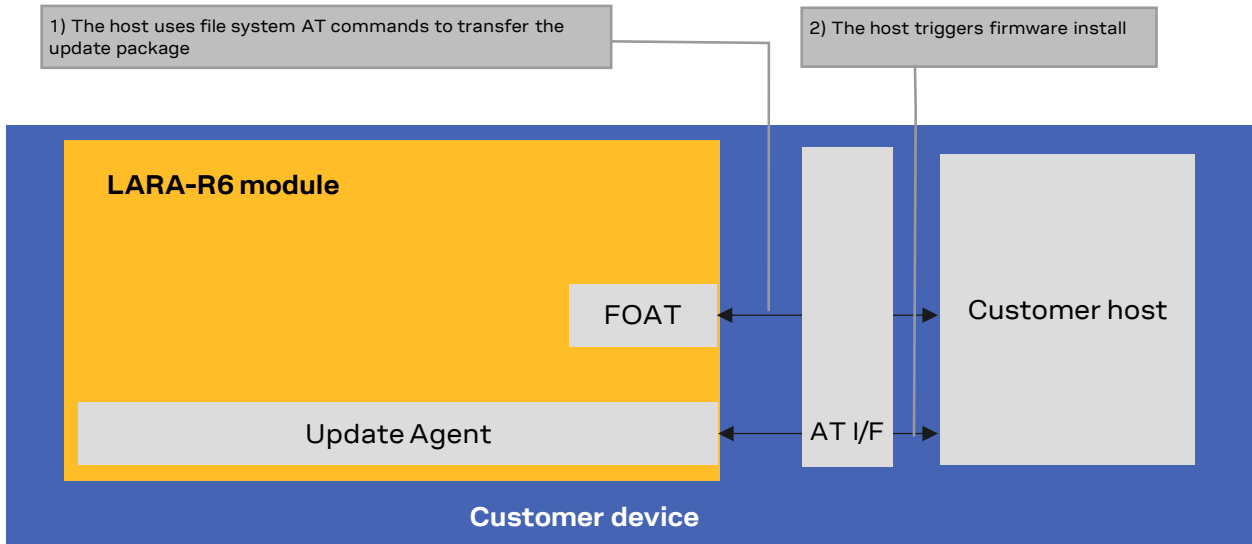 1) The host uses file system AT commands to transfer the
update package
2) The host triggers firmware install
LARA-R6 module
FOAT
Customer host
Update Agent
AT I/F
Customer device